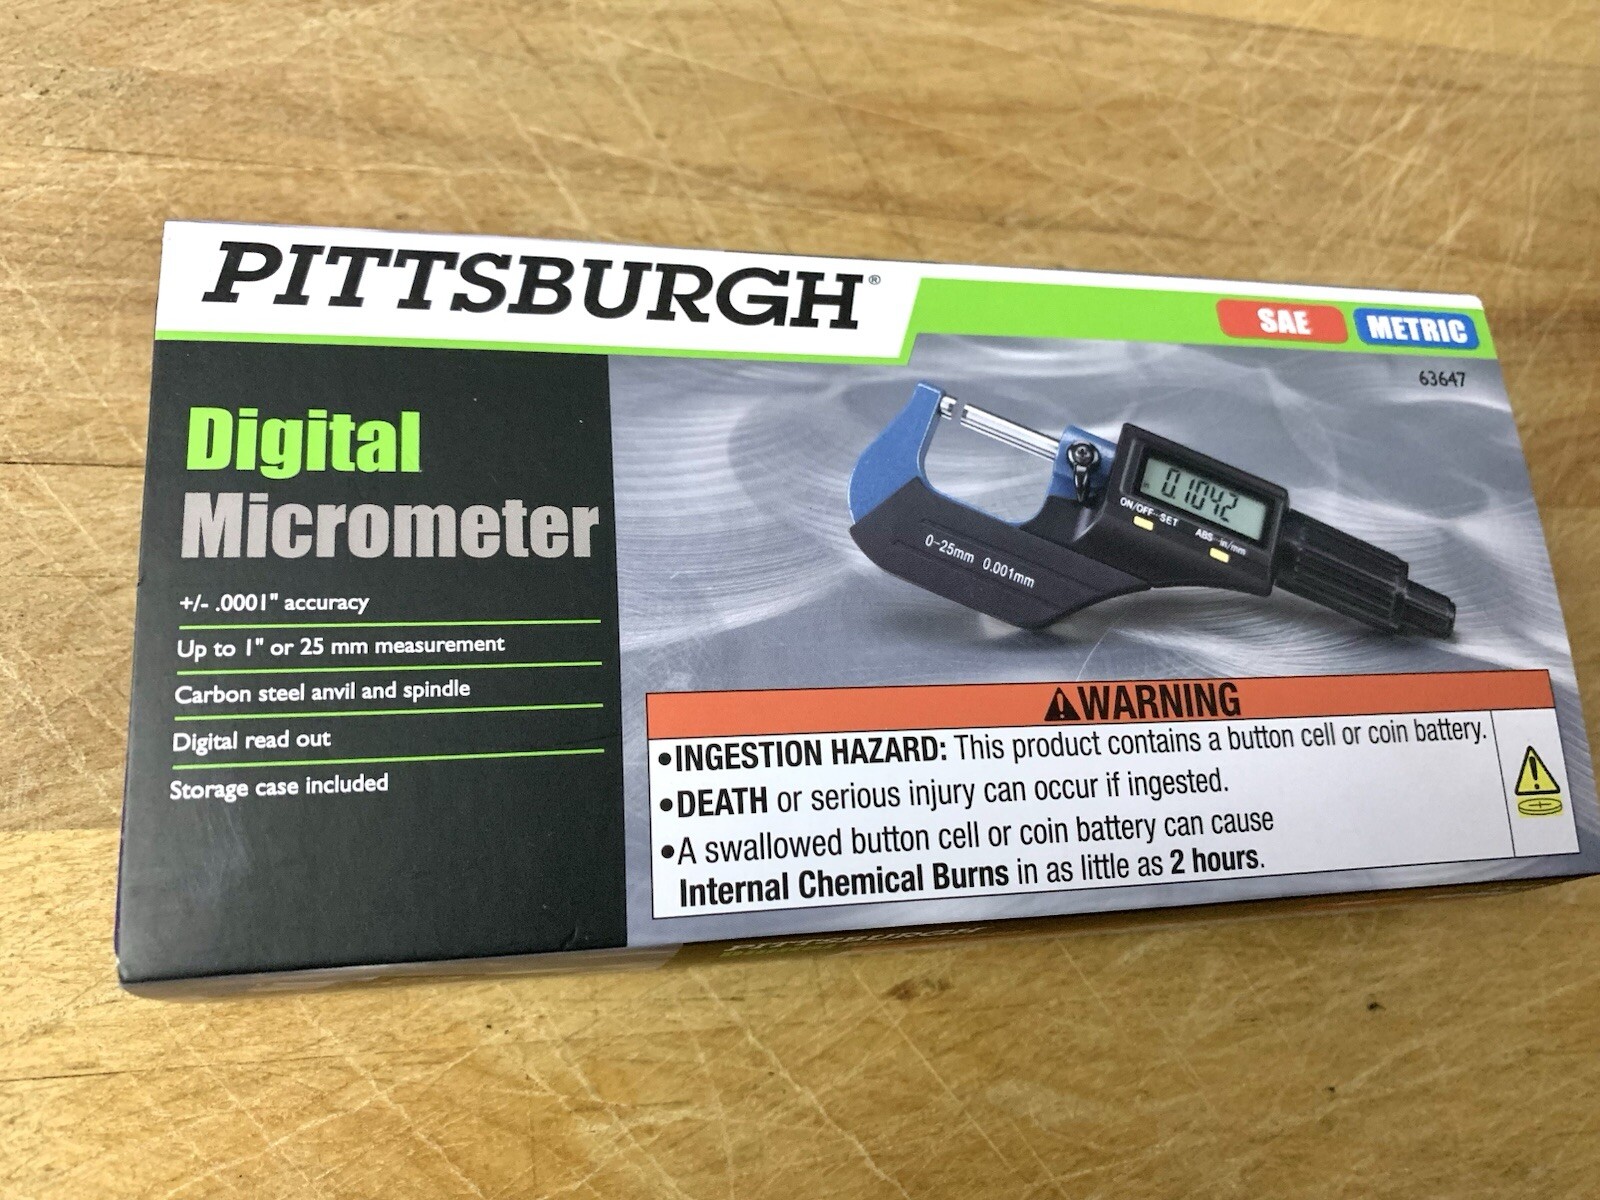 PITTSBURGH®
SAE
METRIC
63647
Digital
Micrometer
+/- .0001" accuracy
Up to 1" or 25 mm measurement
Carbon steel anvil and spindle
Digital read out
Storage case included
0.1042
ON/OFF SET
ABS in/mm
0-25mm 0.001mm
⚠WARNING
•INGESTION HAZARD: This product contains a button cell or coin battery.
•DEATH or serious injury can occur if ingested.
•A swallowed button cell or coin battery can cause
Internal Chemical Burns in as little as 2 hours.
PITTSBURGH